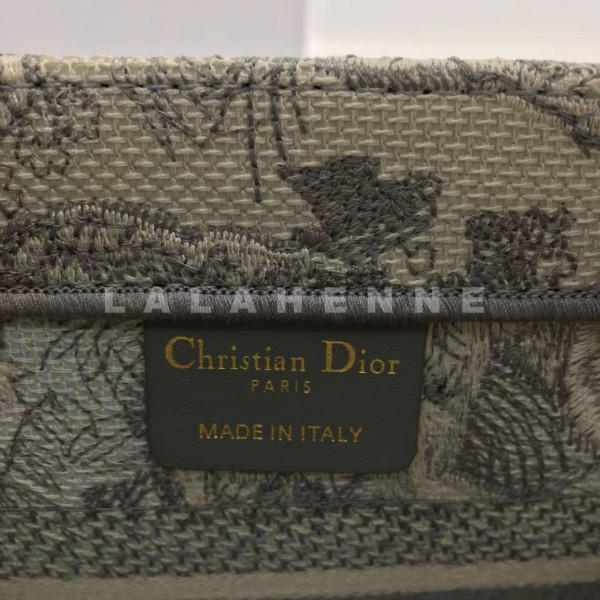 LALAHENNE
Christian Dior
PARIS
MADE IN ITALY